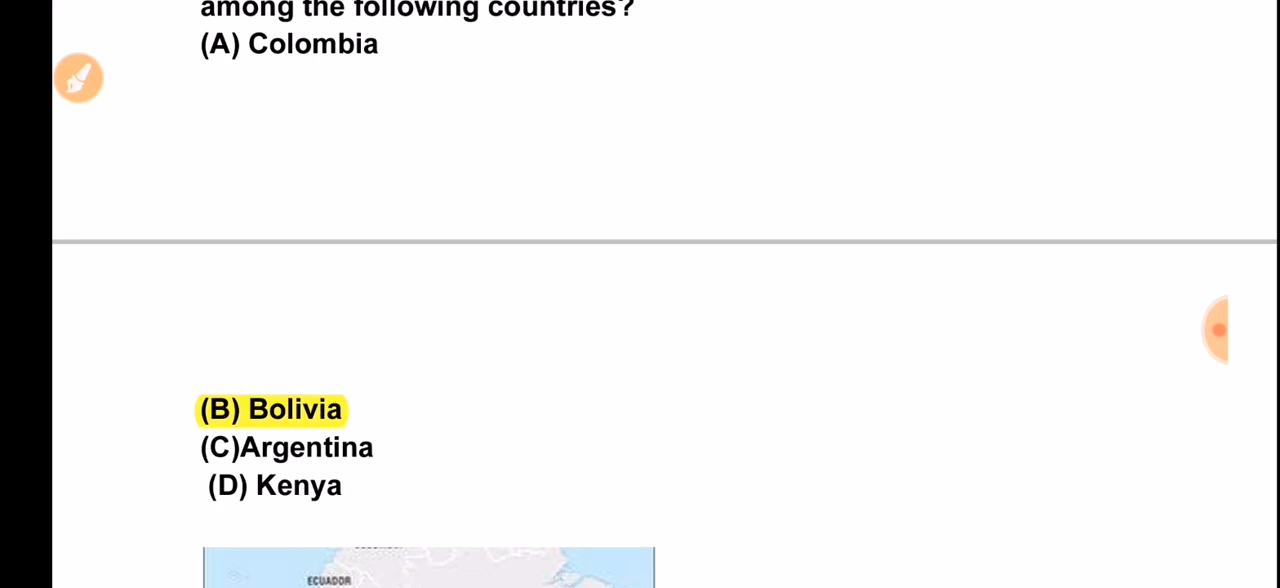 among the following countries?
(A) Colombia
(B) Bolivia
(C)Argentina
(D) Kenya
ECUADOR